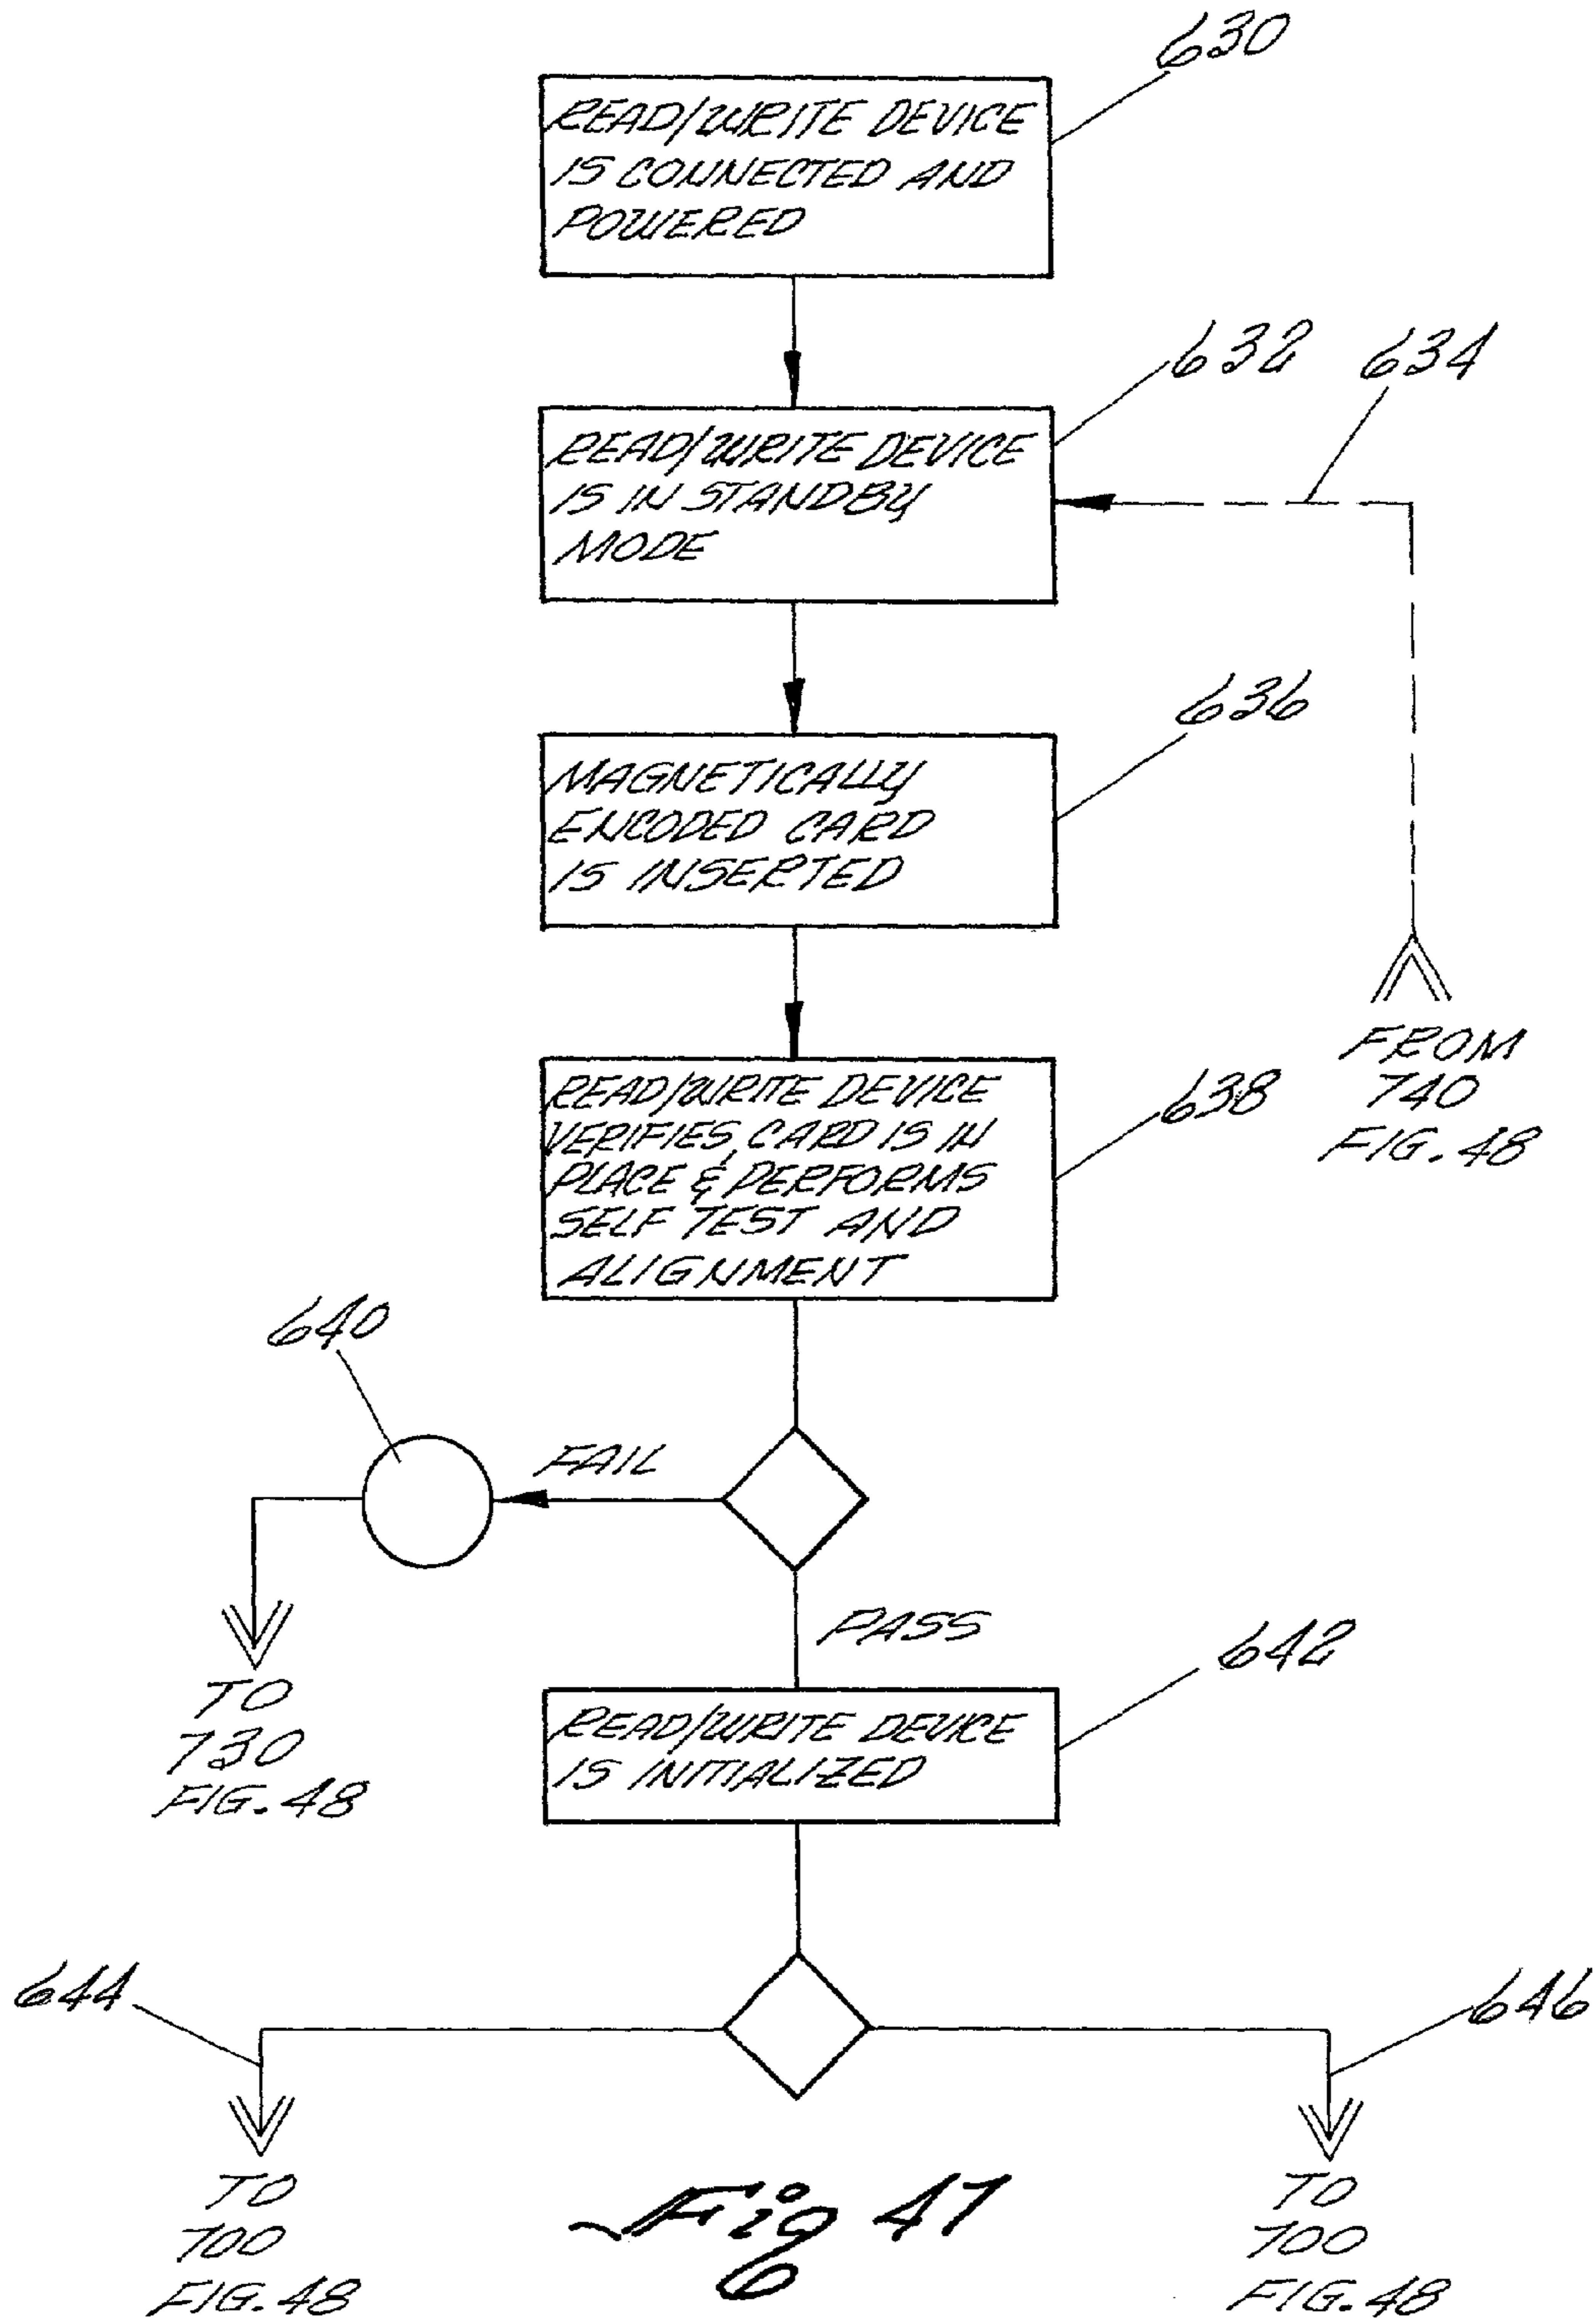 630
READ/WRITE DEVICE
IS CONNECTED AND
POWERED
632
634
READ/WRITE DEVICE
IS IN STANDBY
MODE
636
MAGNETICALLY
ENCODED CARD
IS INSERTED
FROM
740
FIG. 48
638
READ/WRITE DEVICE
VERIFIES CARD IS IN
PLACE & PERFORMS
SELF TEST AND
ALIGNMENT
640
FAIL
PASS
TO
730
FIG. 48
642
READ/WRITE DEVICE
IS INITIALIZED
644
646
TO
700
FIG. 48
TO
700
FIG. 48
Fig 47